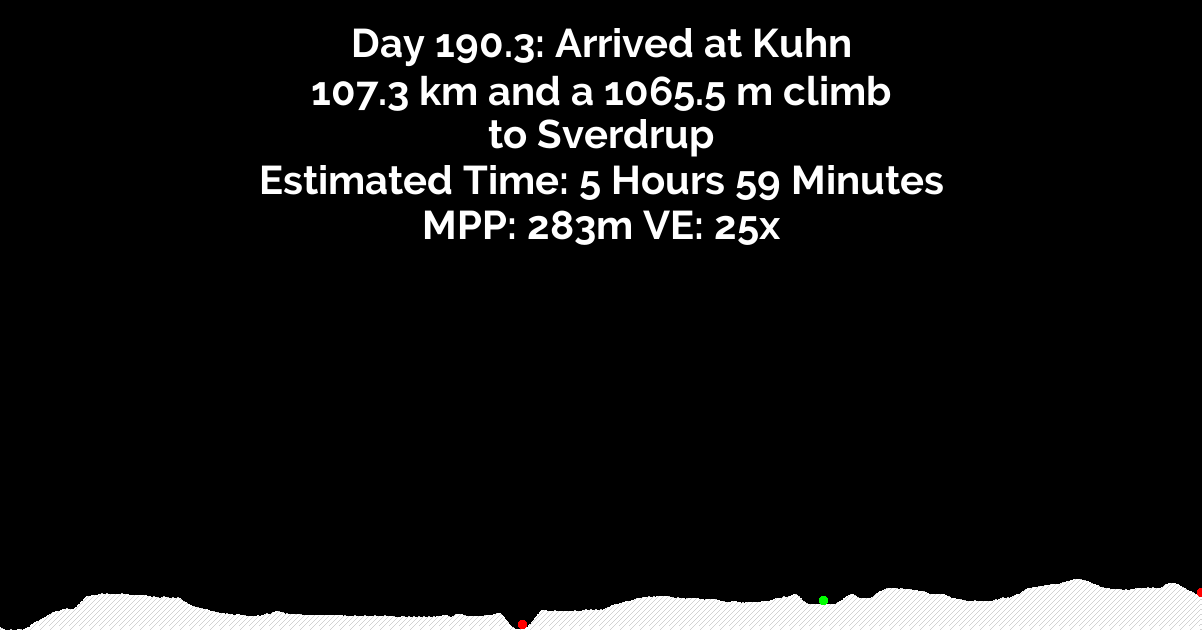 Day 190.3: Arrived at Kuhn
107.3 km and a 1065.5 m climb
to Sverdrup
Estimated Time: 5 Hours 59 Minutes
MPP: 283m VE: 25x